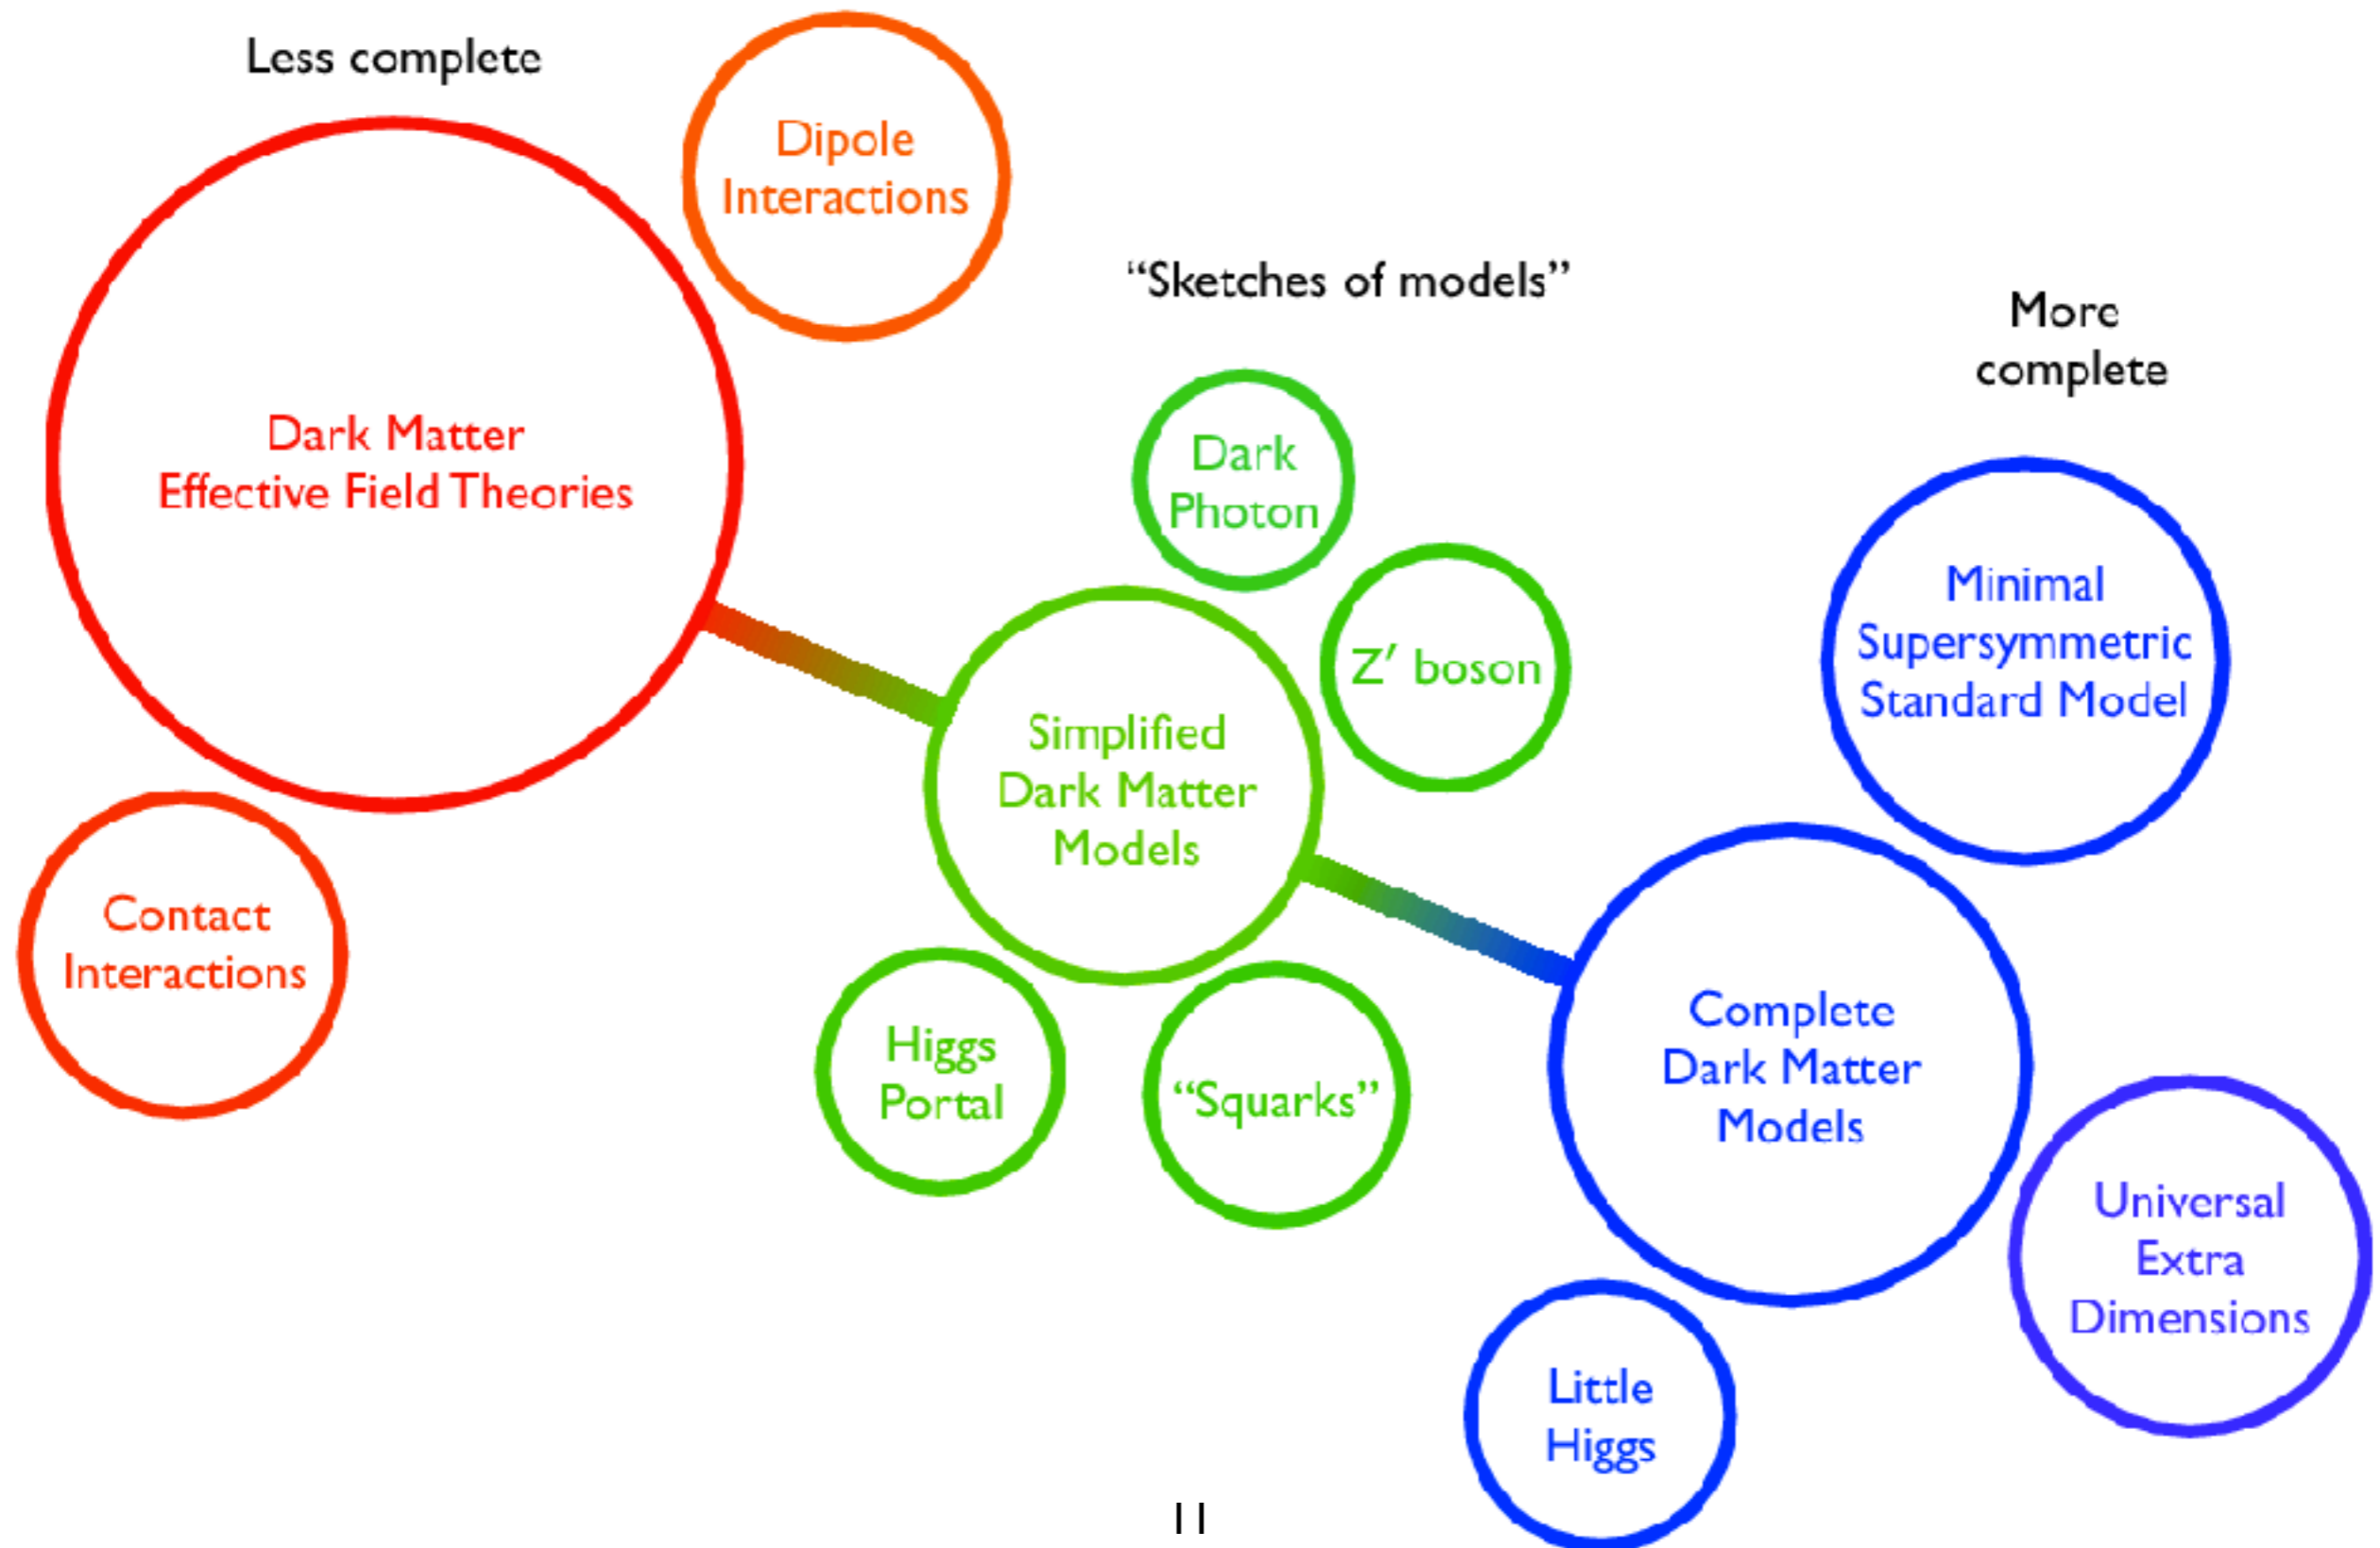 Less complete
Dipole
Interactions
“Sketches of models”
More
complete
Dark Matter
Effective Field Theories
Dark
Photon
Z′ boson
Minimal
Supersymmetric
Standard Model
Simplified
Dark Matter
Models
Contact
Interactions
Higgs
Portal
“Squarks”
Complete
Dark Matter
Models
Universal
Extra
Dimensions
Little
Higgs
11